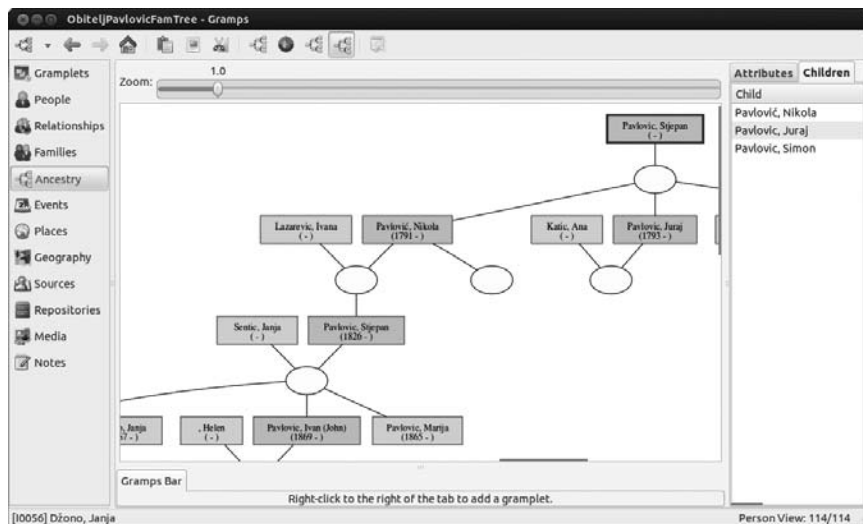 ObiteljPavlovicFamTree - Gramps
Gramplets
People
Relationships
Families
Ancestry
Events
Places
Geography
Sources
Repositories
Media
Notes
Zoom:
1.0
Pavlovic, Stjepan
( - )
Lazarevic, Ivana
( - )
Pavlović, Nikola
(1791 - )
Katic, Ana
( - )
Pavlovic, Juraj
(1793 - )
Sentic, Janja
( - )
Pavlovic, Stjepan
(1826 - )
, Janja
7 - )
, Helen
( - )
Pavlovic, Ivan (John)
(1869 - )
Pavlovic, Marija
(1865 - )
Gramps Bar
Right-click to the right of the tab to add a gramplet.
Attributes Children
Child
Pavlović, Nikola
Pavlovic, Juraj
Pavlovic, Simon
[I0056] Džono, Janja
Person View: 114/114